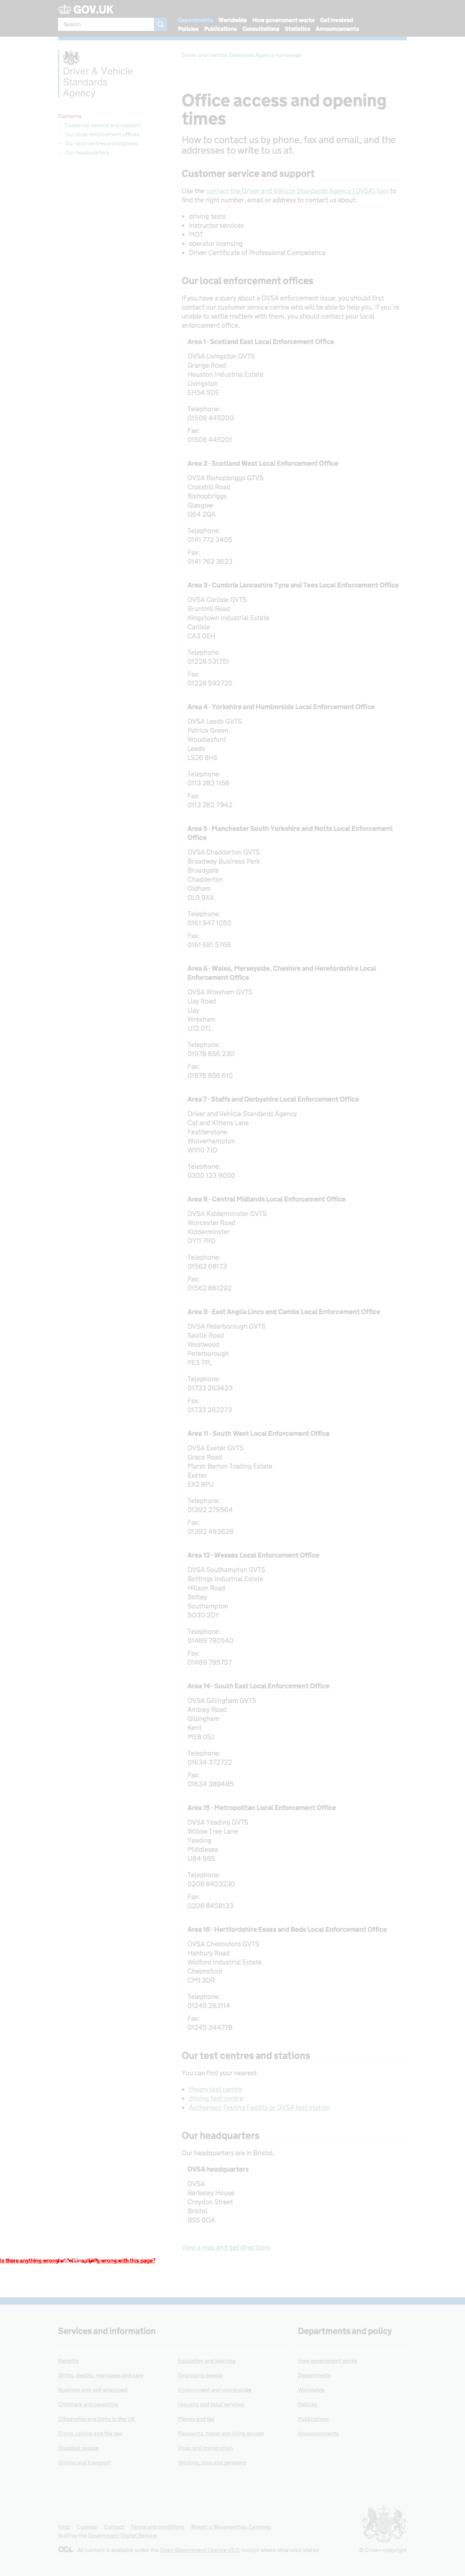 GOV.UK
Search
Departments Worldwide How government works Get involved
Policies Publications Consultations Statistics Announcements
Driver & Vehicle
Standards
Agency
Driver and Vehicle Standards Agency homepage
Contents
Customer service and support
Our local enforcement offices
Our test centres and stations
Our headquarters
Office access and opening
times
How to contact us by phone, fax and email, and the
addresses to write to us at.
Customer service and support
Use the contact the Driver and Vehicle Standards Agency (DVSA) tool to
find the right number, email or address to contact us about:
driving tests
instructor services
MOT
operator licensing
Driver Certificate of Professional Competence
Our local enforcement offices
If you have a query about a DVSA enforcement issue, you should first
contact our customer service centre who will be able to help you. If you're
unable to settle matters with them, you should contact your local
enforcement office.
Area 1 - Scotland East Local Enforcement Office
DVSA Livingston GVTS
Grange Road
Houston Industrial Estate
Livingston
EH54 5DE
Telephone:
01506 445200
Fax:
01506 445201
Area 2 - Scotland West Local Enforcement Office
DVSA Bishopbriggs GTVS
Crosshill Road
Bishopbriggs
Glasgow
G64 2QA
Telephone:
0141 772 3405
Fax:
0141 762 3623
Area 3 - Cumbria Lancashire Tyne and Tees Local Enforcement Office
DVSA Carlisle GVTS
Brunthill Road
Kingstown Industrial Estate
Carlisle
CA3 0EH
Telephone:
01228 531751
Fax:
01228 592720
Area 4 - Yorkshire and Humberside Local Enforcement Office
DVSA Leeds GVTS
Patrick Green
Woodlesford
Leeds
LS26 8HE
Telephone:
0113 282 1156
Fax:
0113 282 7942
Area 5 - Manchester South Yorkshire and Notts Local Enforcement
Office
DVSA Chadderton GVTS
Broadway Business Park
Broadgate
Chadderton
Oldham
OL9 9XA
Telephone:
0161 947 1050
Fax:
0161 681 5766
Area 6 - Wales, Merseyside, Cheshire and Herefordshire Local
Enforcement Office
DVSA Wrexham GVTS
Llay Road
Llay
Wrexham
Ll12 0TL
Telephone:
01978 856 230
Fax:
01978 856 610
Area 7 - Staffs and Derbyshire Local Enforcement Office
Driver and Vehicle Standards Agency
Cat and Kittens Lane
Featherstone
Wolverhampton
WV10 7JD
Telephone:
0300 123 9000
Area 8 - Central Midlands Local Enforcement Office
DVSA Kidderminster GVTS
Worcester Road
Kidderminster
DY11 7RD
Telephone:
01562 68173
Fax:
01562 861292
Area 9 - East Anglia Lincs and Cambs Local Enforcement Office
DVSA Peterborough GVTS
Saville Road
Westwood
Peterborough
PE3 7PL
Telephone:
01733 263423
Fax:
01733 262273
Area 11 - South West Local Enforcement Office
DVSA Exeter GVTS
Grace Road
Marsh Barton Trading Estate
Exeter
EX2 8PU
Telephone:
01392 279564
Fax:
01392 493626
Area 12 - Wessex Local Enforcement Office
DVSA Southampton GVTS
Bottings Industrial Estate
Hillson Road
Botley
Southampton
SO30 2DY
Telephone:
01489 790540
Fax:
01489 795757
Area 14 - South East Local Enforcement Office
DVSA Gillingham GVTS
Ambley Road
Gillingham
Kent
ME8 0SJ
Telephone:
01634 372722
Fax:
01634 389485
Area 15 - Metropolitan Local Enforcement Office
DVSA Yeading GVTS
Willow Tree Lane
Yeading
Middlesex
UB4 9BS
Telephone:
0208 8423230
Fax:
0208 8458133
Area 16 - Hertfordshire Essex and Beds Local Enforcement Office
DVSA Chelmsford GVTS
Hanbury Road
Widford Industrial Estate
Chelmsford
CM1 3DR
Telephone:
01245 263114
Fax:
01245 344778
Our test centres and stations
You can find your nearest:
theory test centre
driving test centre
Authorised Testing Facility or DVSA test station
Our headquarters
Our headquarters are in Bristol.
DVSA headquarters
DVSA
Berkeley House
Croydon Street
Bristol
BS5 0DA
View a map and get directions
Is there anything wrong wrong with this page?
Services and information
Departments and policy
Benefits
Births, deaths, marriages and care
Business and self-employed
Childcare and parenting
Citizenship and living in the UK
Crime, justice and the law
Disabled people
Driving and transport
Education and learning
Employing people
Environment and countryside
Housing and local services
Money and tax
Passports, travel and living abroad
Visas and immigration
Working, jobs and pensions
How government works
Departments
Worldwide
Policies
Publications
Announcements
Help Cookies Contact Terms and conditions Rhestr o Wasanaethau Cymraeg
Built by the Government Digital Service
OGL All content is available under the Open Government Licence v3.0, except where otherwise stated
© Crown copyright